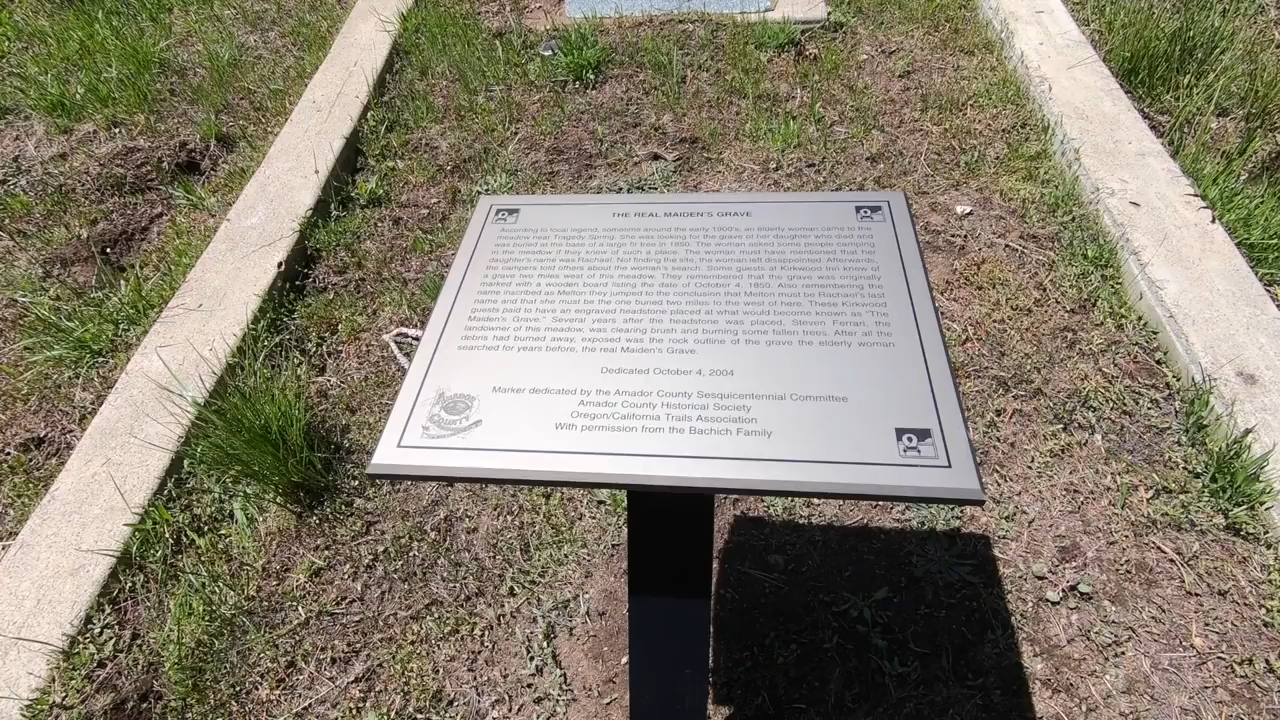 THE REAL MAIDEN'S GRAVE
According to local legend, sometime around the early 1900's, an elderly woman came to the
meadow near Tragedy Spring. She was looking for the grave of her daughter who died and
was buried at the base of a large fir tree in 1850. The woman asked some people camping
in the meadow if they knew of such a place. The woman must have mentioned that her
daughter's name was Rachael. Not finding the site, the woman left disappointed. Afterwards,
the campers told others about the woman's search. Some guests at Kirkwood Inn knew of
a grave two miles west of this meadow. They remembered that the grave was originally
marked with a wooden board listing the date of October 4, 1850. Also remembering the
name inscribed as Melton they jumped to the conclusion that Melton must be Rachael's last
name and that she must be the one buried two miles to the west of here. These Kirkwood
guests paid to have an engraved headstone placed at what would become known as "The
Maiden's Grave." Several years after the headstone was placed, Steven Ferrari, the
landowner of this meadow, was clearing brush and burning some fallen trees. After all the
debris had burned away, exposed was the rock outline of the grave the elderly woman
searched for years before, the real Maiden's Grave.
Dedicated October 4, 2004
Marker dedicated by the Amador County Sesquicentennial Committee
Amador County Historical Society
Oregon/California Trails Association
With permission from the Bachich Family
AMADOR
COUNTY